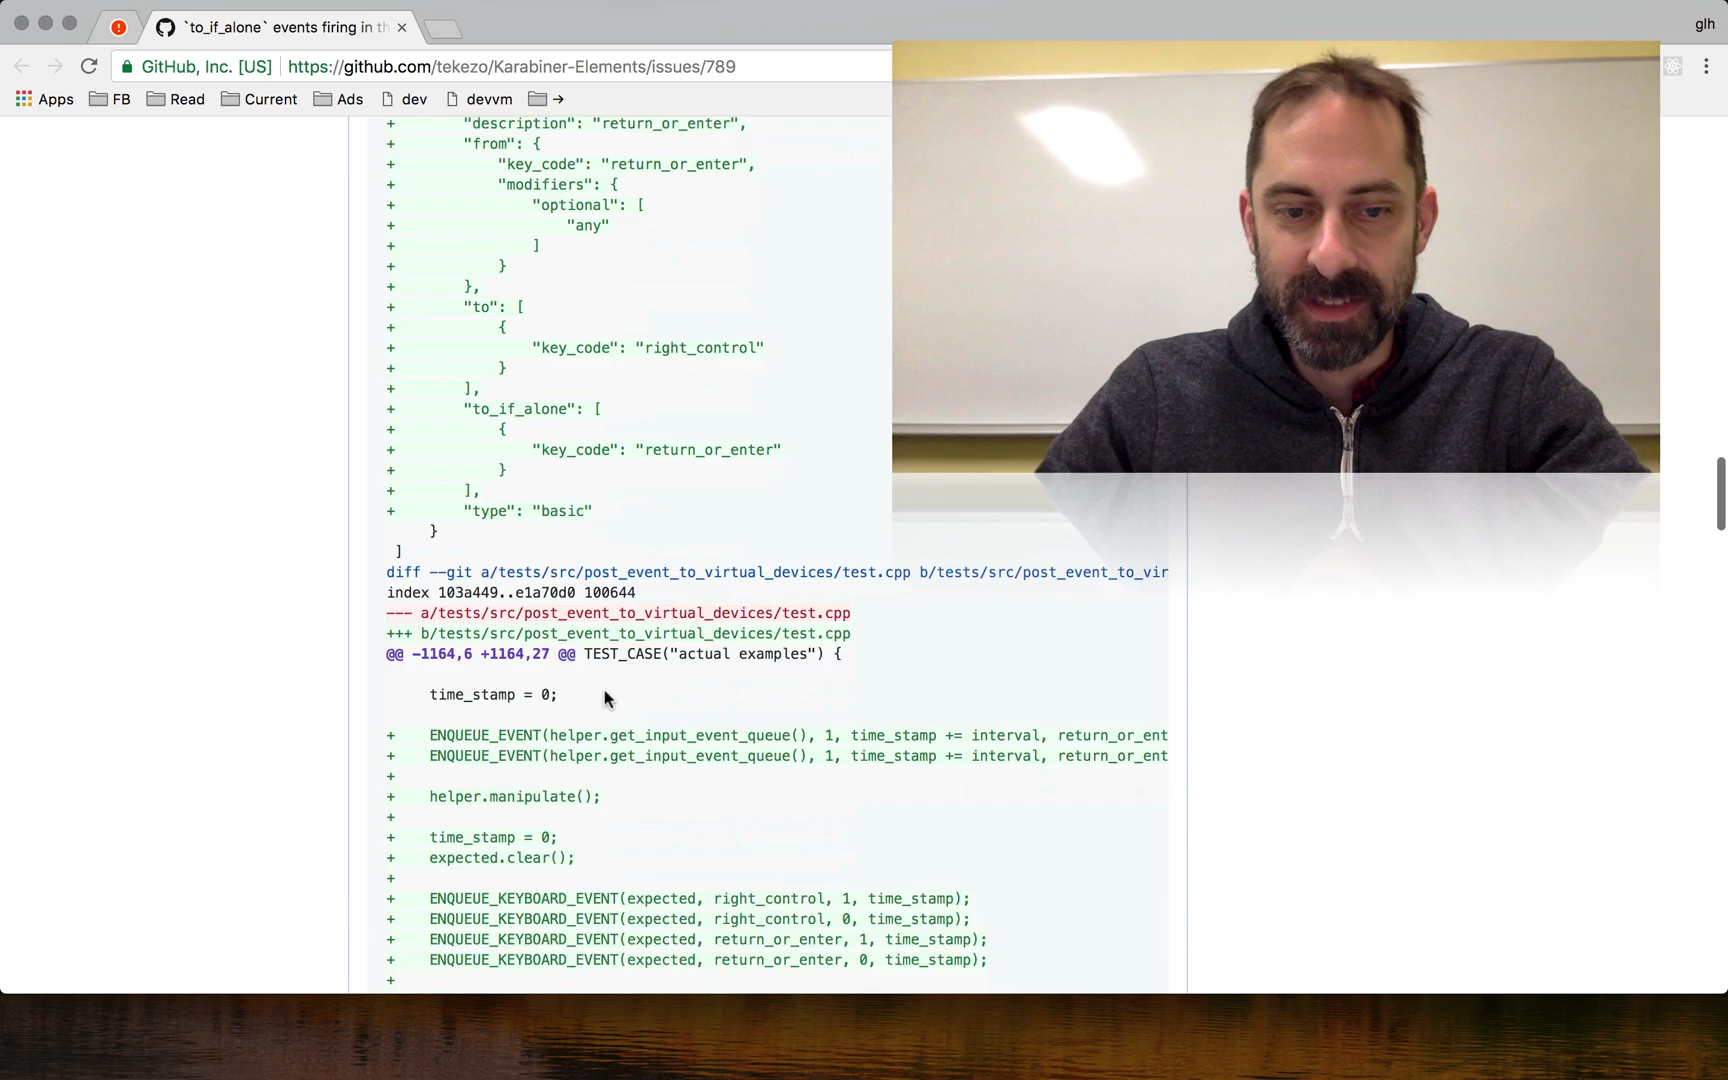 `to_if_alone` events firing in th
glh
GitHub, Inc. [US] https://github.com/tekezo/Karabiner-Elements/issues/789
Apps FB Read Current Ads dev devvm →
+ "description": "return_or_enter",
+ "from": {
+ "key_code": "return_or_enter",
+ "modifiers": {
+ "optional": [
+ "any"
+ ]
+ }
+ },
+ "to": [
+ {
+ "key_code": "right_control"
+ }
+ ],
+ "to_if_alone": [
+ {
+ "key_code": "return_or_enter"
+ }
+ ],
+ "type": "basic"
}
]
diff --git a/tests/src/post_event_to_virtual_devices/test.cpp b/tests/src/post_event_to_vir
index 103a449..e1a70d0 100644
--- a/tests/src/post_event_to_virtual_devices/test.cpp
+++ b/tests/src/post_event_to_virtual_devices/test.cpp
@@ -1164,6 +1164,27 @@ TEST_CASE("actual examples") {
time_stamp = 0;
+ ENQUEUE_EVENT(helper.get_input_event_queue(), 1, time_stamp += interval, return_or_ent
+ ENQUEUE_EVENT(helper.get_input_event_queue(), 1, time_stamp += interval, return_or_ent
+
+ helper.manipulate();
+
+ time_stamp = 0;
+ expected.clear();
+
+ ENQUEUE_KEYBOARD_EVENT(expected, right_control, 1, time_stamp);
+ ENQUEUE_KEYBOARD_EVENT(expected, right_control, 0, time_stamp);
+ ENQUEUE_KEYBOARD_EVENT(expected, return_or_enter, 1, time_stamp);
+ ENQUEUE_KEYBOARD_EVENT(expected, return_or_enter, 0, time_stamp);
+